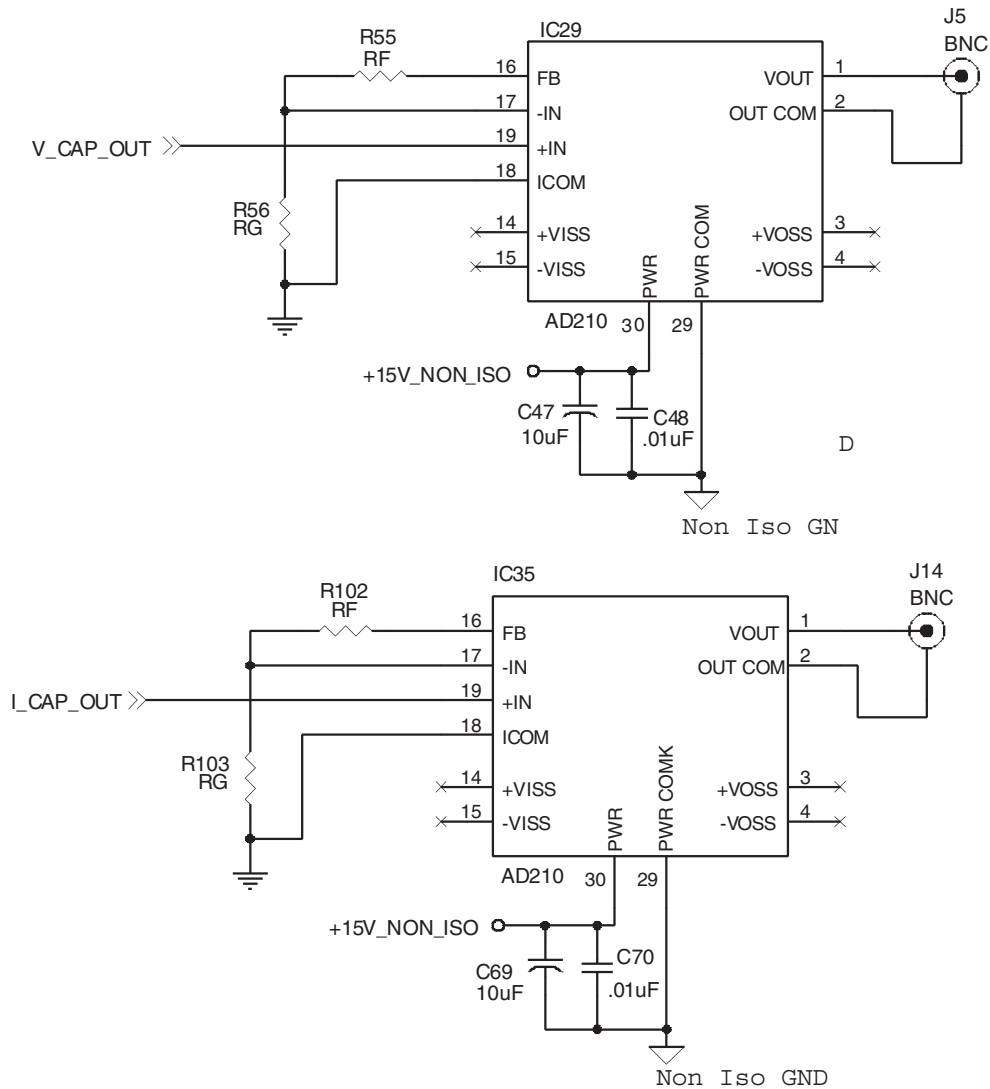 J5
BNC
IC29
R55
RF
16 FB VOUT 1
17 -IN OUT COM 2
V_CAP_OUT 19 +IN
18 ICOM
R56
RG
14 +VISS +VOSS 3
15 -VISS -VOSS 4
PWR
PWR COM
AD210 30 29
+15V_NON_ISO
C47
10uF
C48
.01uF
D
Non Iso GN
J14
BNC
IC35
R102
RF
16 FB VOUT 1
17 -IN OUT COM 2
I_CAP_OUT 19 +IN
18 ICOM
R103
RG
14 +VISS +VOSS 3
15 -VISS -VOSS 4
PWR
PWR COMK
AD210 30 29
+15V_NON_ISO
C69
10uF
C70
.01uF
Non Iso GND